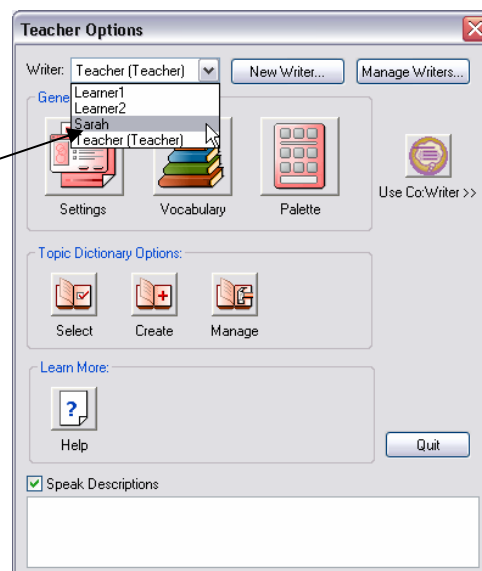 Teacher Options
Writer: Teacher (Teacher) New Writer... Manage Writers...
Learner1
Learner2
Sarah
Teacher (Teacher)
Gene
Settings Vocabulary Palette Use Co:Writer >>
Topic Dictionary Options:
Select Create Manage
Learn More:
?
Help Quit
Speak Descriptions